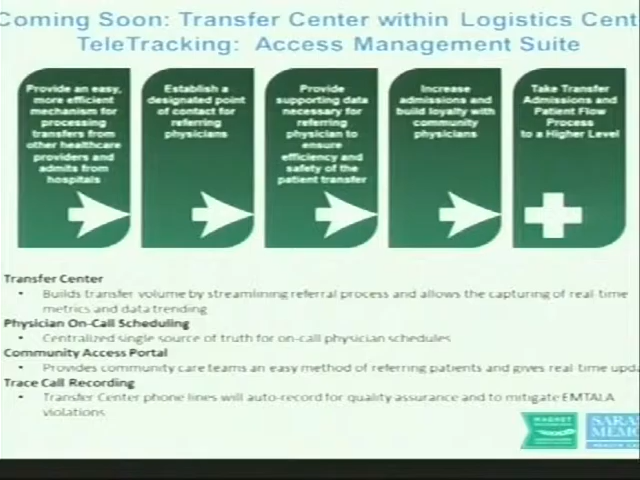 Coming Soon: Transfer Center within Logistics Cent
TeleTracking: Access Management Suite
Provide an easy,
more efficient
mechanism for
processing
transfers from
other healthcare
providers and
admits from
hospitals
Establish a
designated point
of contact for
referring
physicians
Provide
supporting data
necessary for
referring
physician to
ensure
efficiency and
safety of the
patient transfer
Increase
admissions and
build loyalty with
community
physicians
Take Transfer
Admissions and
Patient Flow
Process
to a Higher Level
Transfer Center
• Builds transfer volume by streamlining referral process and allows the capturing of real-time
metrics and data trending
Physician On-Call Scheduling
• Centralized single source of truth for on-call physician schedules
Community Access Portal
• Provides community care teams an easy method of referring patients and gives real-time upda
Trace Call Recording
• Transfer Center phone lines will auto-record for quality assurance and to mitigate EMTALA
violations
MAGNET
SARA
MEMO